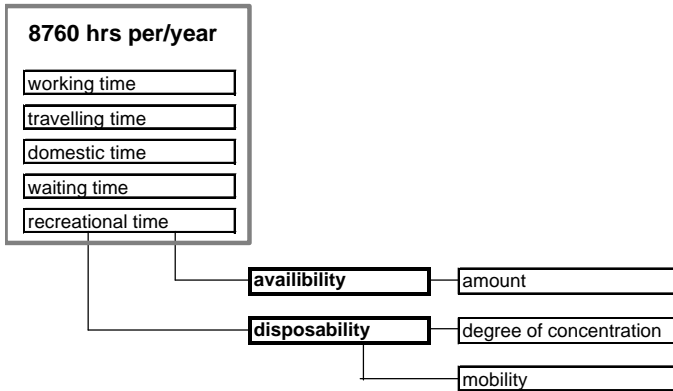 8760 hrs per/year
working time
travelling time
domestic time
waiting time
recreational time
availibility
amount
disposability
degree of concentration
mobility